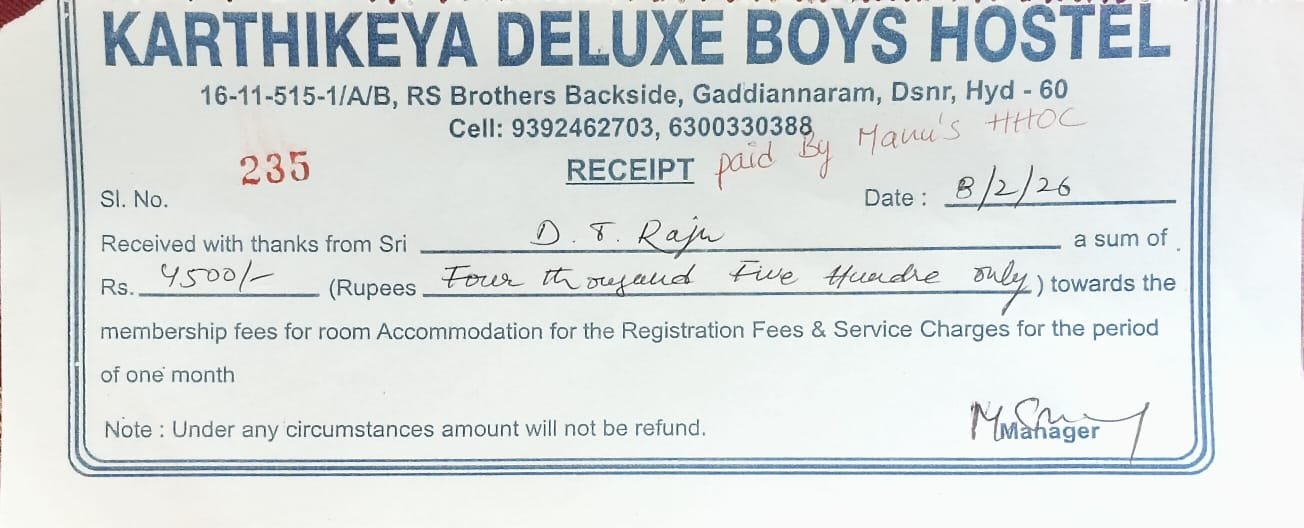 KARTHIKEYA DELUXE BOYS HOSTEL
16-11-515-1/A/B, RS Brothers Backside, Gaddiannaram, Dsnr, Hyd - 60
Cell: 9392462703, 6300330388
235 RECEIPT paid By Manu's HHOC
Sl. No. Date : 8/2/26
Received with thanks from Sri D. T. Raju a sum of
Rs. 4500/- (Rupees Four thousand Five Hundre only) towards the
membership fees for room Accommodation for the Registration Fees & Service Charges for the period
of one month
Note : Under any circumstances amount will not be refund.
Manager